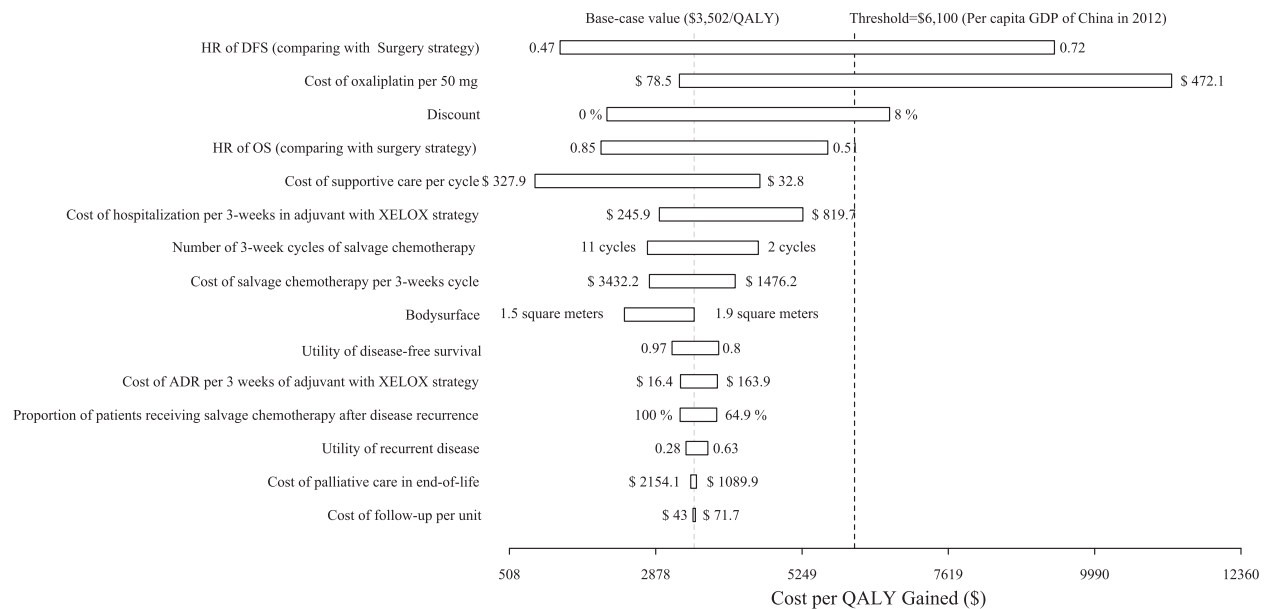 Base-case value ($3,502/QALY) Threshold=$6,100 (Per capita GDP of China in 2012)
HR of DFS (comparing with Surgery strategy) 0.47 0.72
Cost of oxaliplatin per 50 mg $ 78.5 $ 472.1
Discount 0 % 8 %
HR of OS (comparing with surgery strategy) 0.85 0.51
Cost of supportive care per cycle $ 327.9 $ 32.8
Cost of hospitalization per 3-weeks in adjuvant with XELOX strategy $ 245.9 $ 819.7
Number of 3-week cycles of salvage chemotherapy 11 cycles 2 cycles
Cost of salvage chemotherapy per 3-weeks cycle $ 3432.2 $ 1476.2
Bodysurface 1.5 square meters 1.9 square meters
Utility of disease-free survival 0.97 0.8
Cost of ADR per 3 weeks of adjuvant with XELOX strategy $ 16.4 $ 163.9
Proportion of patients receiving salvage chemotherapy after disease recurrence 100 % 64.9 %
Utility of recurrent disease 0.28 0.63
Cost of palliative care in end-of-life $ 2154.1 $ 1089.9
Cost of follow-up per unit $ 43 $ 71.7
508 2878 5249 7619 9990 12360
Cost per QALY Gained ($)